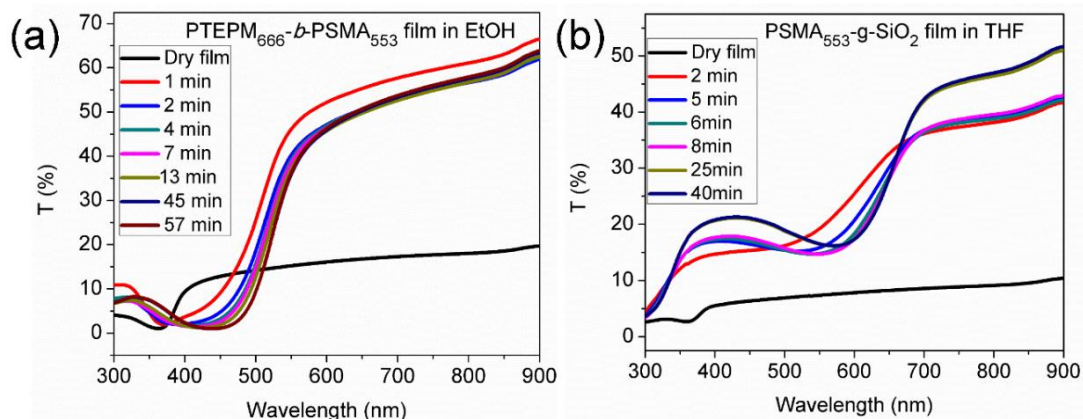 (a)
PTEPM666-b-PSMA553 film in EtOH
Dry film
1 min
2 min
4 min
7 min
13 min
45 min
57 min
T (%)
70
60
50
40
30
20
10
0
300 400 500 600 700 800 900
Wavelength (nm)
(b)
PSMA553-g-SiO2 film in THF
Dry film
2 min
5 min
6min
8min
25min
40min
T (%)
50
40
30
20
10
0
300 400 500 600 700 800 900
Wavelength (nm)